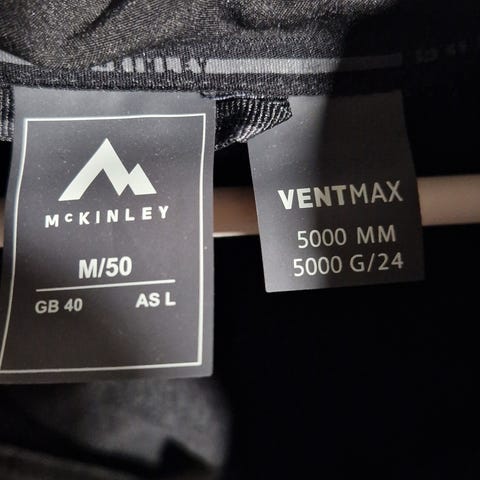 McKINLEY
M/50
GB 40 AS L
VENTMAX
5000 MM
5000 G/24